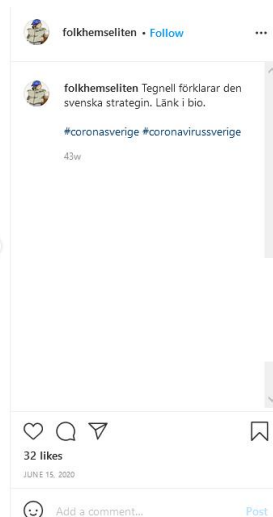 folkhemseliten • Follow
folkhemseliten Tegnell förklarar den
svenska strategin. Länk i bio.
#coronasverige #coronavirussverige
43w
32 likes
JUNE 15, 2020
Add a comment... Post